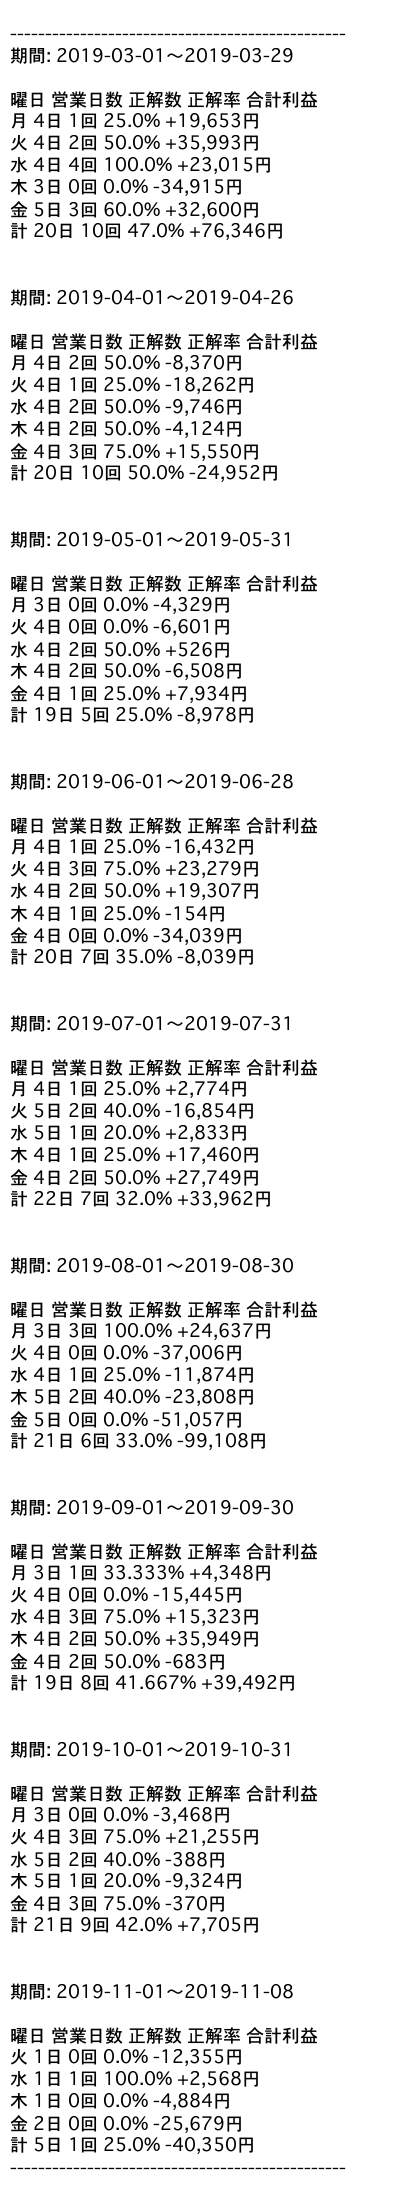 ------------------------------------------------
期間: 2019-03-01〜2019-03-29
曜日 営業日数 正解数 正解率 合計利益
月 4日 1回 25.0% +19,653円
火 4日 2回 50.0% +35,993円
水 4日 4回 100.0% +23,015円
木 3日 0回 0.0% -34,915円
金 5日 3回 60.0% +32,600円
計 20日 10回 47.0% +76,346円
期間: 2019-04-01〜2019-04-26
曜日 営業日数 正解数 正解率 合計利益
月 4日 2回 50.0% -8,370円
火 4日 1回 25.0% -18,262円
水 4日 2回 50.0% -9,746円
木 4日 2回 50.0% -4,124円
金 4日 3回 75.0% +15,550円
計 20日 10回 50.0% -24,952円
期間: 2019-05-01〜2019-05-31
曜日 営業日数 正解数 正解率 合計利益
月 3日 0回 0.0% -4,329円
火 4日 0回 0.0% -6,601円
水 4日 2回 50.0% +526円
木 4日 2回 50.0% -6,508円
金 4日 1回 25.0% +7,934円
計 19日 5回 25.0% -8,978円
期間: 2019-06-01〜2019-06-28
曜日 営業日数 正解数 正解率 合計利益
月 4日 1回 25.0% -16,432円
火 4日 3回 75.0% +23,279円
水 4日 2回 50.0% +19,307円
木 4日 1回 25.0% -154円
金 4日 0回 0.0% -34,039円
計 20日 7回 35.0% -8,039円
期間: 2019-07-01〜2019-07-31
曜日 営業日数 正解数 正解率 合計利益
月 4日 1回 25.0% +2,774円
火 5日 2回 40.0% -16,854円
水 5日 1回 20.0% +2,833円
木 4日 1回 25.0% +17,460円
金 4日 2回 50.0% +27,749円
計 22日 7回 32.0% +33,962円
期間: 2019-08-01〜2019-08-30
曜日 営業日数 正解数 正解率 合計利益
月 3日 3回 100.0% +24,637円
火 4日 0回 0.0% -37,006円
水 4日 1回 25.0% -11,874円
木 5日 2回 40.0% -23,808円
金 5日 0回 0.0% -51,057円
計 21日 6回 33.0% -99,108円
期間: 2019-09-01〜2019-09-30
曜日 営業日数 正解数 正解率 合計利益
月 3日 1回 33.333% +4,348円
火 4日 0回 0.0% -15,445円
水 4日 3回 75.0% +15,323円
木 4日 2回 50.0% +35,949円
金 4日 2回 50.0% -683円
計 19日 8回 41.667% +39,492円
期間: 2019-10-01〜2019-10-31
曜日 営業日数 正解数 正解率 合計利益
月 3日 0回 0.0% -3,468円
火 4日 3回 75.0% +21,255円
水 5日 2回 40.0% -388円
木 5日 1回 20.0% -9,324円
金 4日 3回 75.0% -370円
計 21日 9回 42.0% +7,705円
期間: 2019-11-01〜2019-11-08
曜日 営業日数 正解数 正解率 合計利益
火 1日 0回 0.0% -12,355円
水 1日 1回 100.0% +2,568円
木 1日 0回 0.0% -4,884円
金 2日 0回 0.0% -25,679円
計 5日 1回 25.0% -40,350円
------------------------------------------------